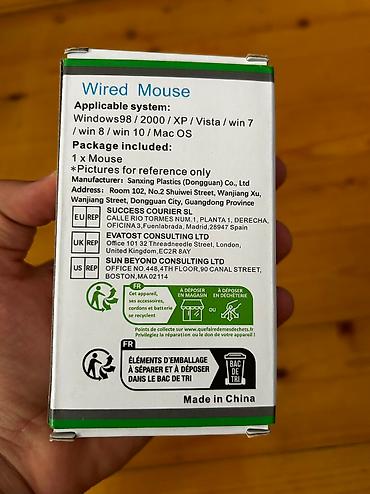 Wired Mouse
Applicable system:
Windows98 / 2000 / XP / Vista / win 7
/ win 8 / win 10 / Mac OS
Package included:
1 x Mouse
*Pictures for reference only
Manufacturer: Sanxing Plastics (Dongguan) Co., Ltd
Address: Room 102, No.2 Shuiwei Street, Wanjiang Xu,
Wanjiang Street, Dongguan City, Guangdong Province
EU REP
SUCCESS COURIER SL
CALLE RIO TORMES NUM.1, PLANTA 1, DERECHA,
OFICINA 3,Fuenlabrada, Madrid,28947 Spain
UK REP
EVATOST CONSULTING LTD
Office 101 32 Threadneedle Street, London,
United Kingdom,EC2R 8AY
US REP
SUN BEYOND CONSULTING LTD
OFFICE NO.448,4TH FLOOR,90 CANAL STREET,
BOSTON,MA 02114
FR
Cet appareil,
ses accessoires,
cordons et batterie
se recyclent
À DÉPOSER
EN MAGASIN
OU
À DÉPOSER
EN DÉCHÈTERIE
Points de collecte sur www.quefairedemesdechets.fr
Privilégiez la réparation ou le don de votre appareil !
FR
ÉLÉMENTS D'EMBALLAGE
À SÉPARER ET À DÉPOSER
DANS LE BAC DE TRI
BAC
DE
TRI
Made in China